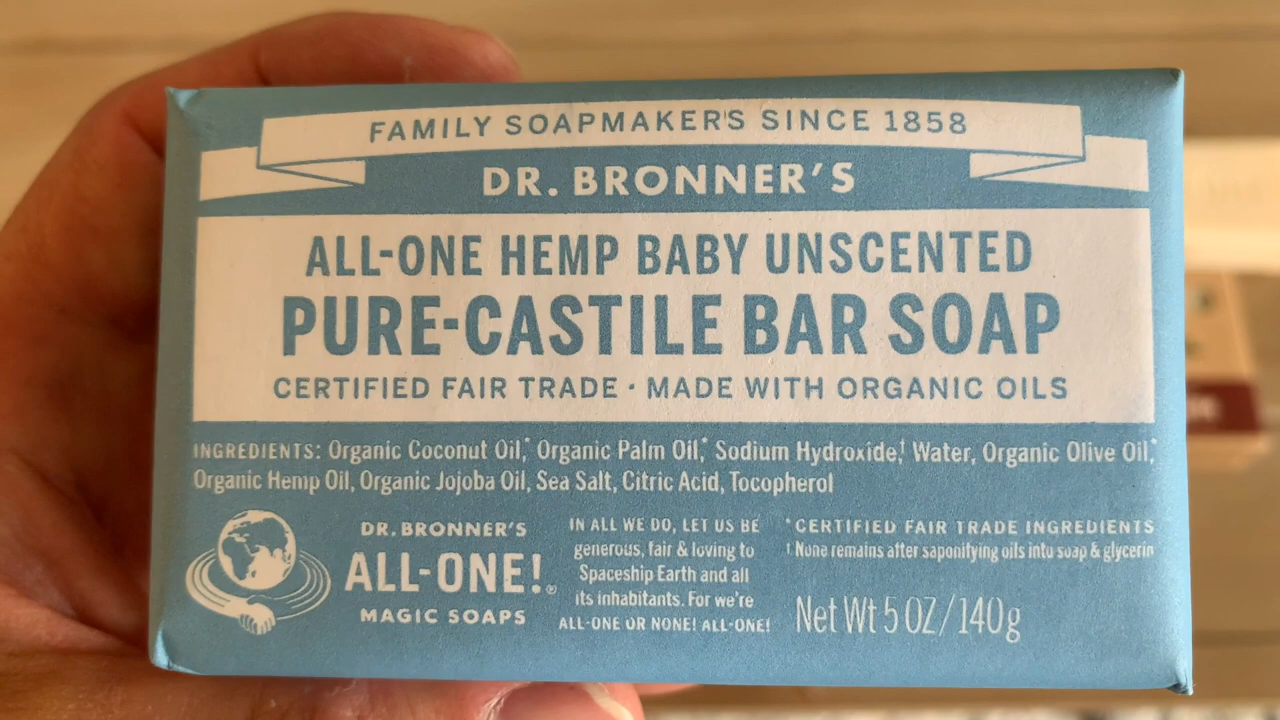 FAMILY SOAPMAKERS SINCE 1858
DR. BRONNER'S
ALL-ONE HEMP BABY UNSCENTED
PURE-CASTILE BAR SOAP
CERTIFIED FAIR TRADE · MADE WITH ORGANIC OILS
INGREDIENTS: Organic Coconut Oil,* Organic Palm Oil,* Sodium Hydroxide,† Water, Organic Olive Oil,*
Organic Hemp Oil, Organic Jojoba Oil, Sea Salt, Citric Acid, Tocopherol
DR. BRONNER'S
ALL-ONE!®
MAGIC SOAPS
IN ALL WE DO, LET US BE
generous, fair & loving to
Spaceship Earth and all
its inhabitants. For we're
ALL-ONE OR NONE! ALL-ONE!
*CERTIFIED FAIR TRADE INGREDIENTS
†None remains after saponifying oils into soap & glycerin
Net Wt 5 OZ/140g